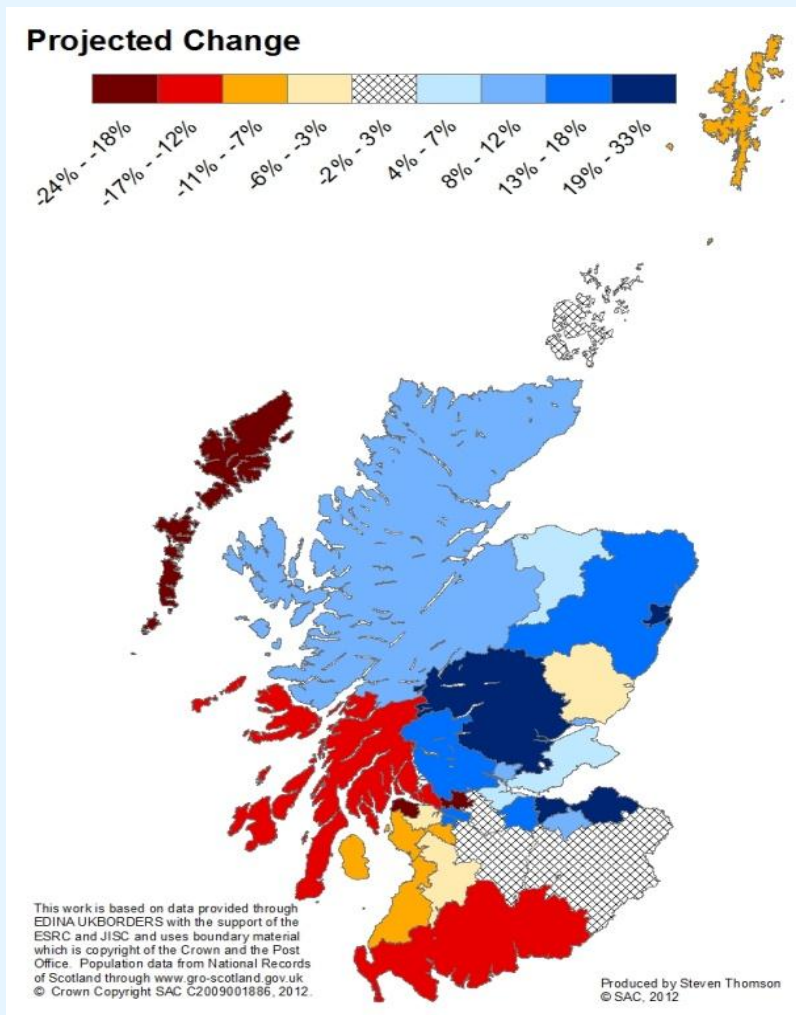 Projected Change
-24% - -18%
-17% - -12%
-11% - -7%
-6% - -3%
-2% - 3%
4% - 7%
8% - 12%
13% - 18%
19% - 33%
This work is based on data provided through
EDINA UKBORDERS with the support of the
ESRC and JISC and uses boundary material
which is copyright of the Crown and the Post
Office. Population data from National Records
of Scotland through www.gro-scotland.gov.uk
© Crown Copyright SAC C2009001886, 2012.
Produced by Steven Thomson
© SAC, 2012